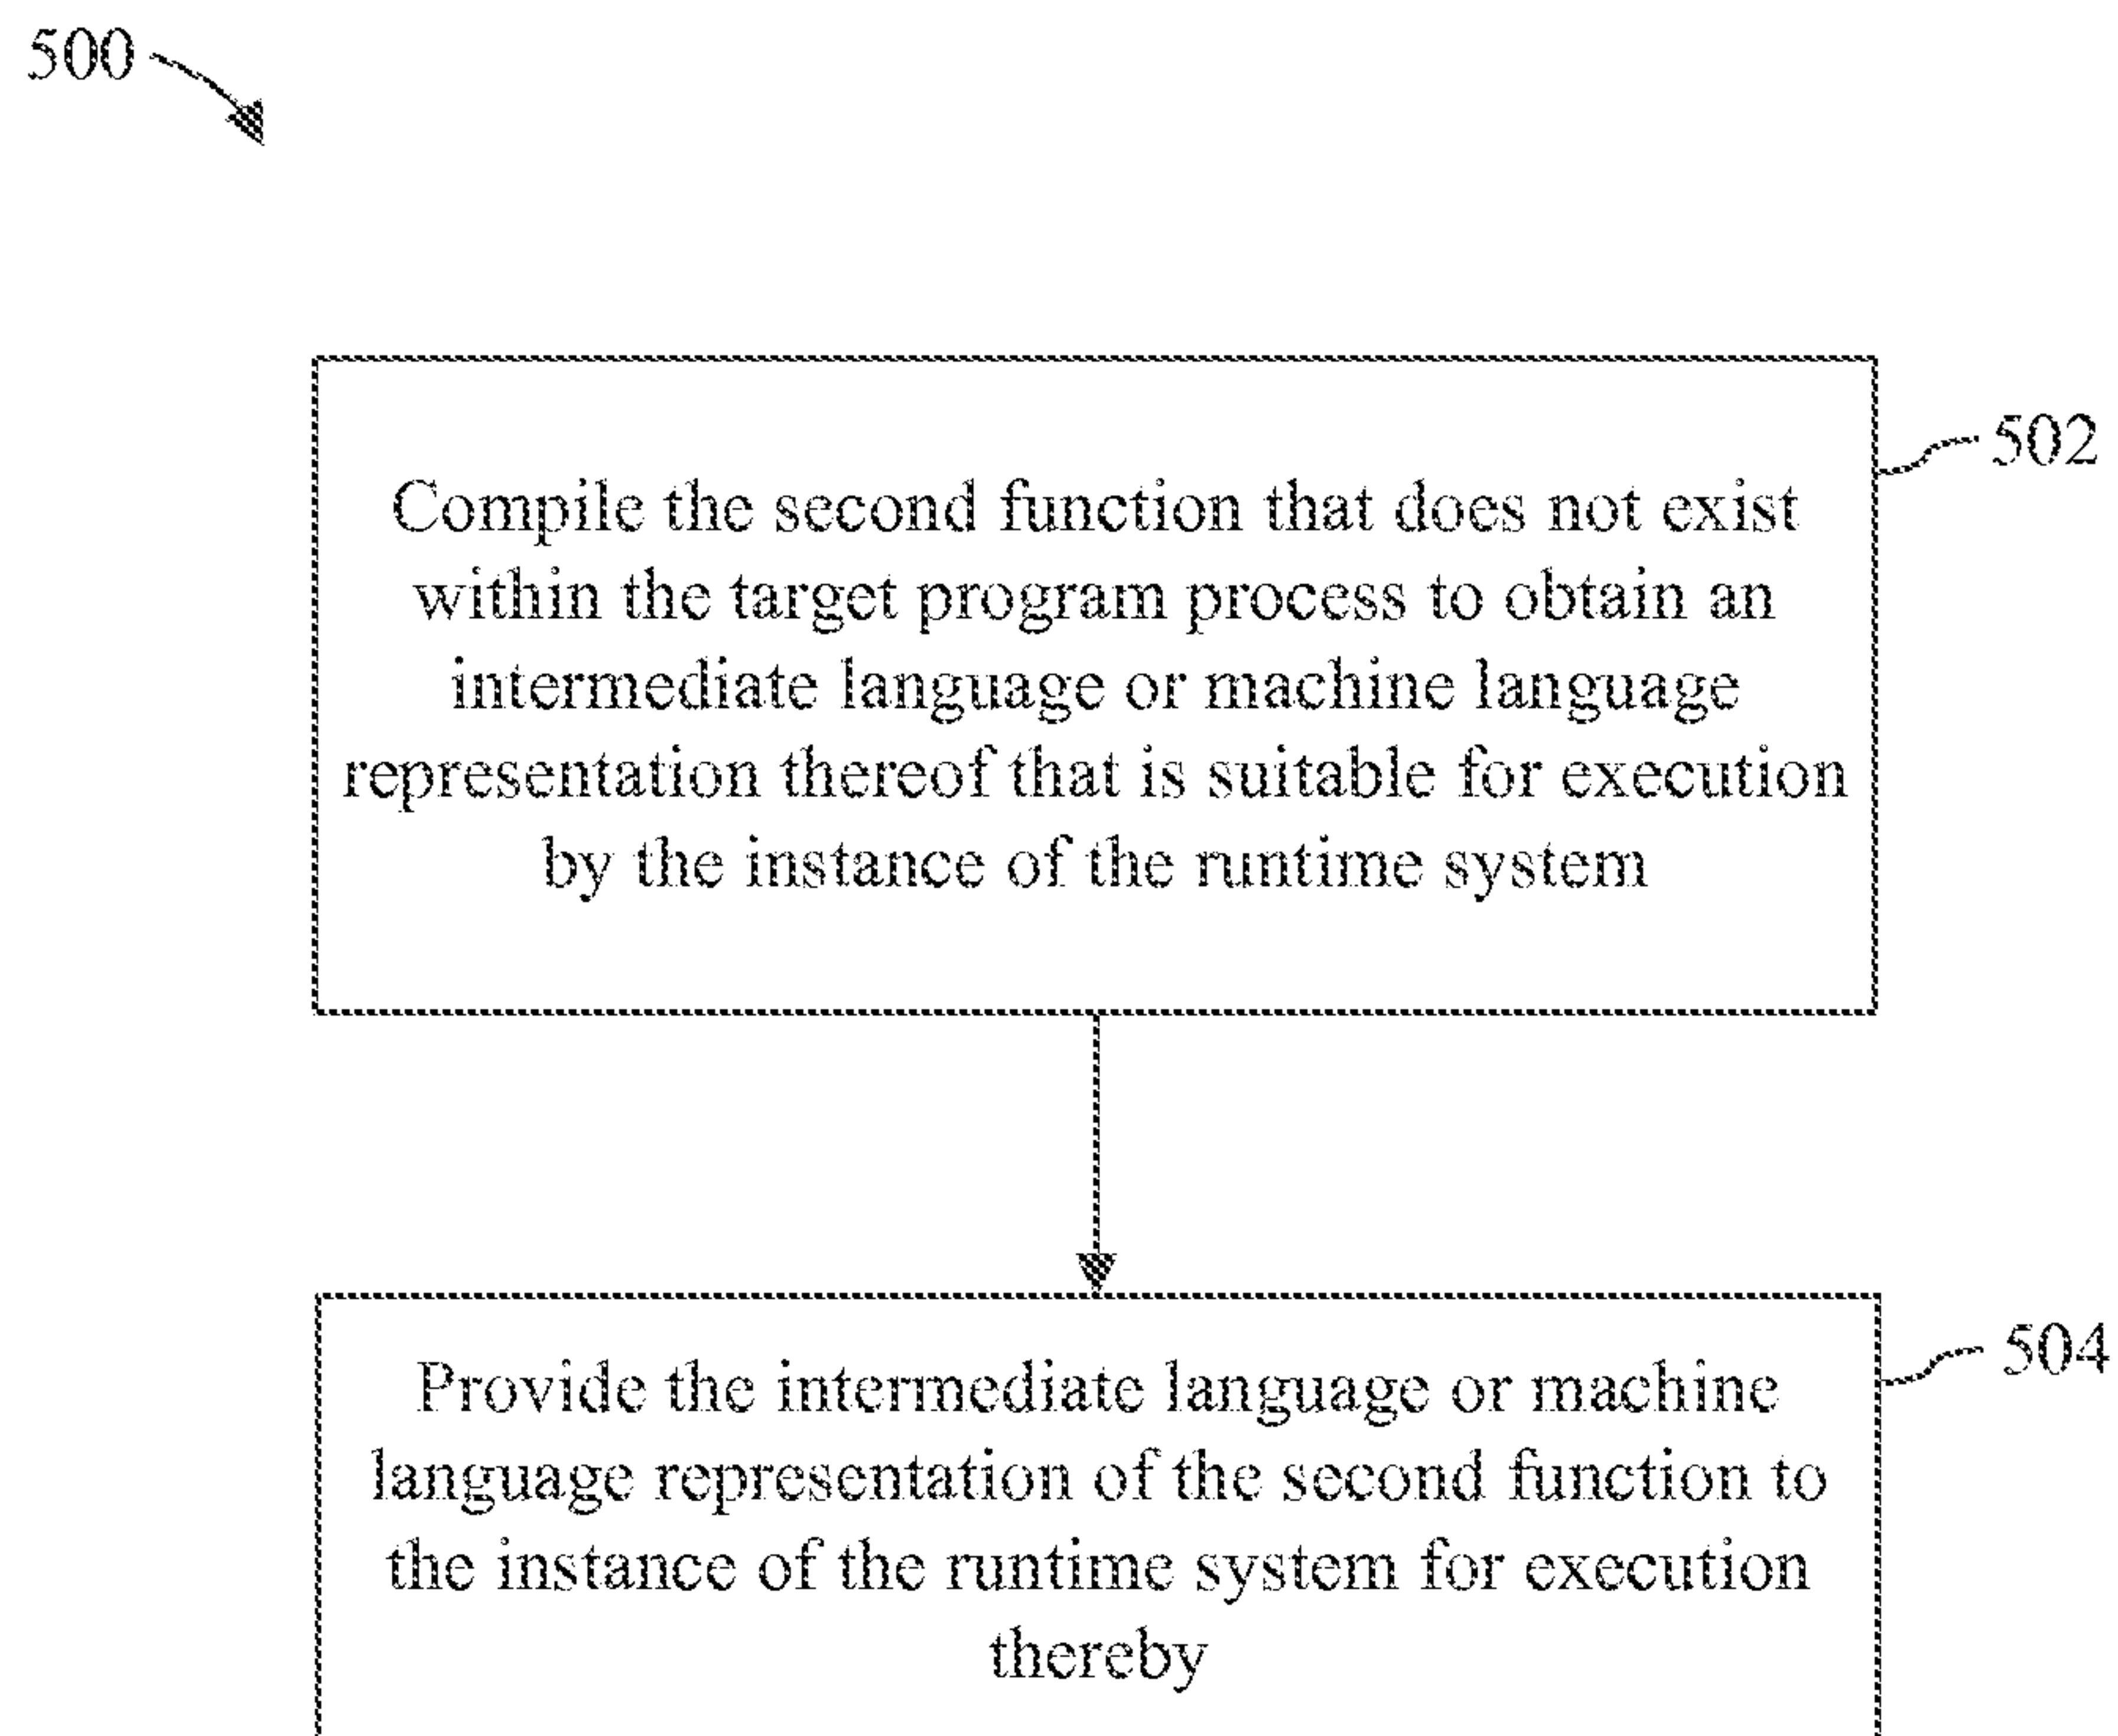 500
502
Compile the second function that does not exist
within the target program process to obtain an
intermediate language or machine language
representation thereof that is suitable for execution
by the instance of the runtime system
504
Provide the intermediate language or machine
language representation of the second function to
the instance of the runtime system for execution
thereby